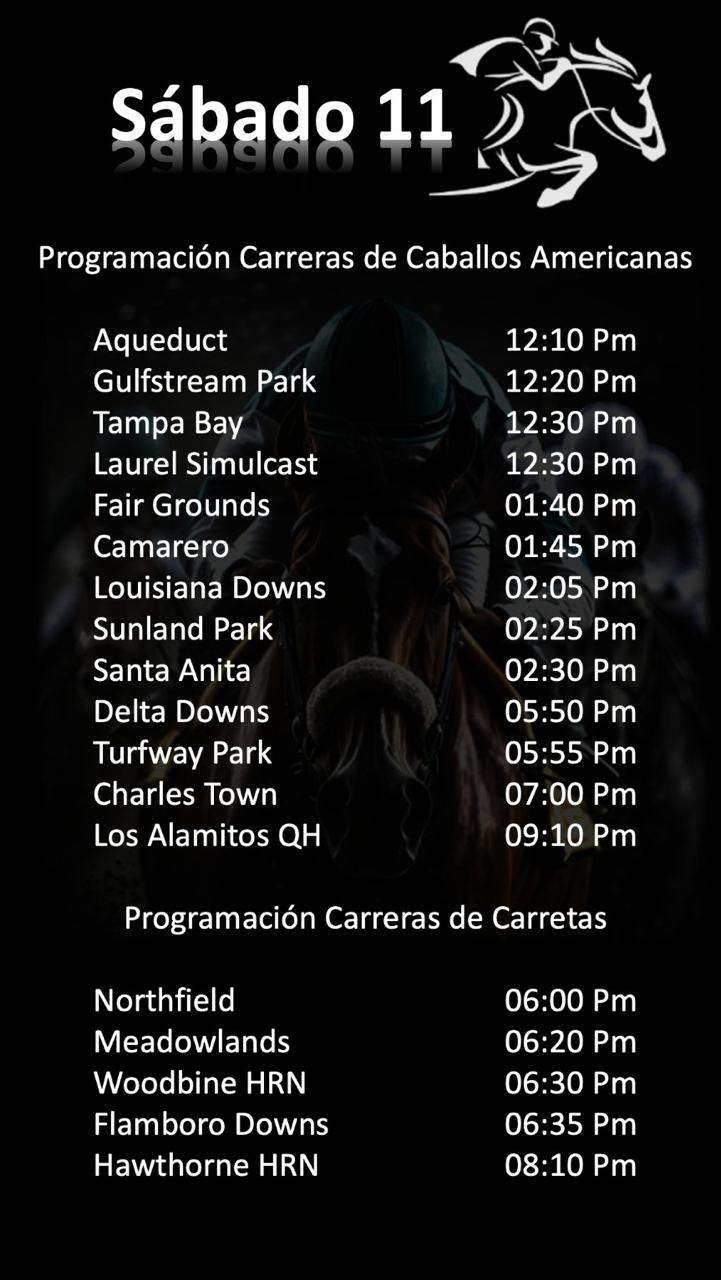 Sábado 11
Programación Carreras de Caballos Americanas
Aqueduct 12:10 Pm
Gulfstream Park 12:20 Pm
Tampa Bay 12:30 Pm
Laurel Simulcast 12:30 Pm
Fair Grounds 01:40 Pm
Camarero 01:45 Pm
Louisiana Downs 02:05 Pm
Sunland Park 02:25 Pm
Santa Anita 02:30 Pm
Delta Downs 05:50 Pm
Turfway Park 05:55 Pm
Charles Town 07:00 Pm
Los Alamitos QH 09:10 Pm
Programación Carreras de Carretas
Northfield 06:00 Pm
Meadowlands 06:20 Pm
Woodbine HRN 06:30 Pm
Flamboro Downs 06:35 Pm
Hawthorne HRN 08:10 Pm